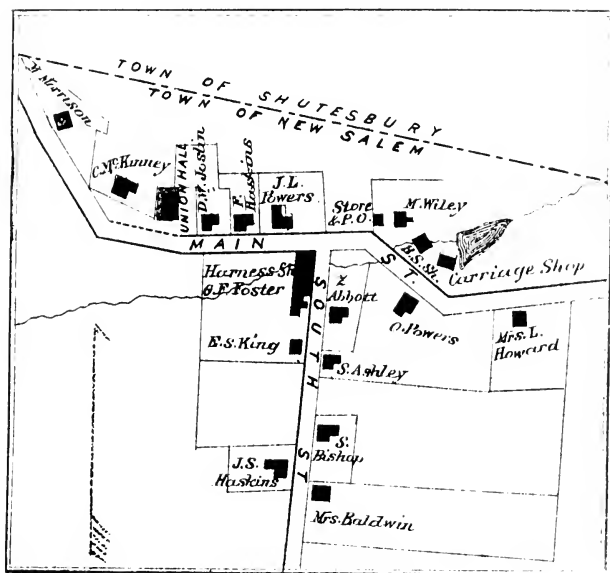 TOWN OF SHUTESBURY
TOWN OF NEW SALEM
M. Morrison
C. McKinney
UNION HALL
D.W. Joslin
F. Haskins
J.L.
Powers
Store
& P.O.
M. Wiley
B.S. Sh.
Carriage Shop
MAIN ST.
Harness Sh.
G.F. Foster
SOUTH ST
Z
Abbott
O. Powers
Mrs. L.
Howard
E.S. King
S. Ashley
S.
Bishop
J.S.
Haskins
Mrs. Baldwin